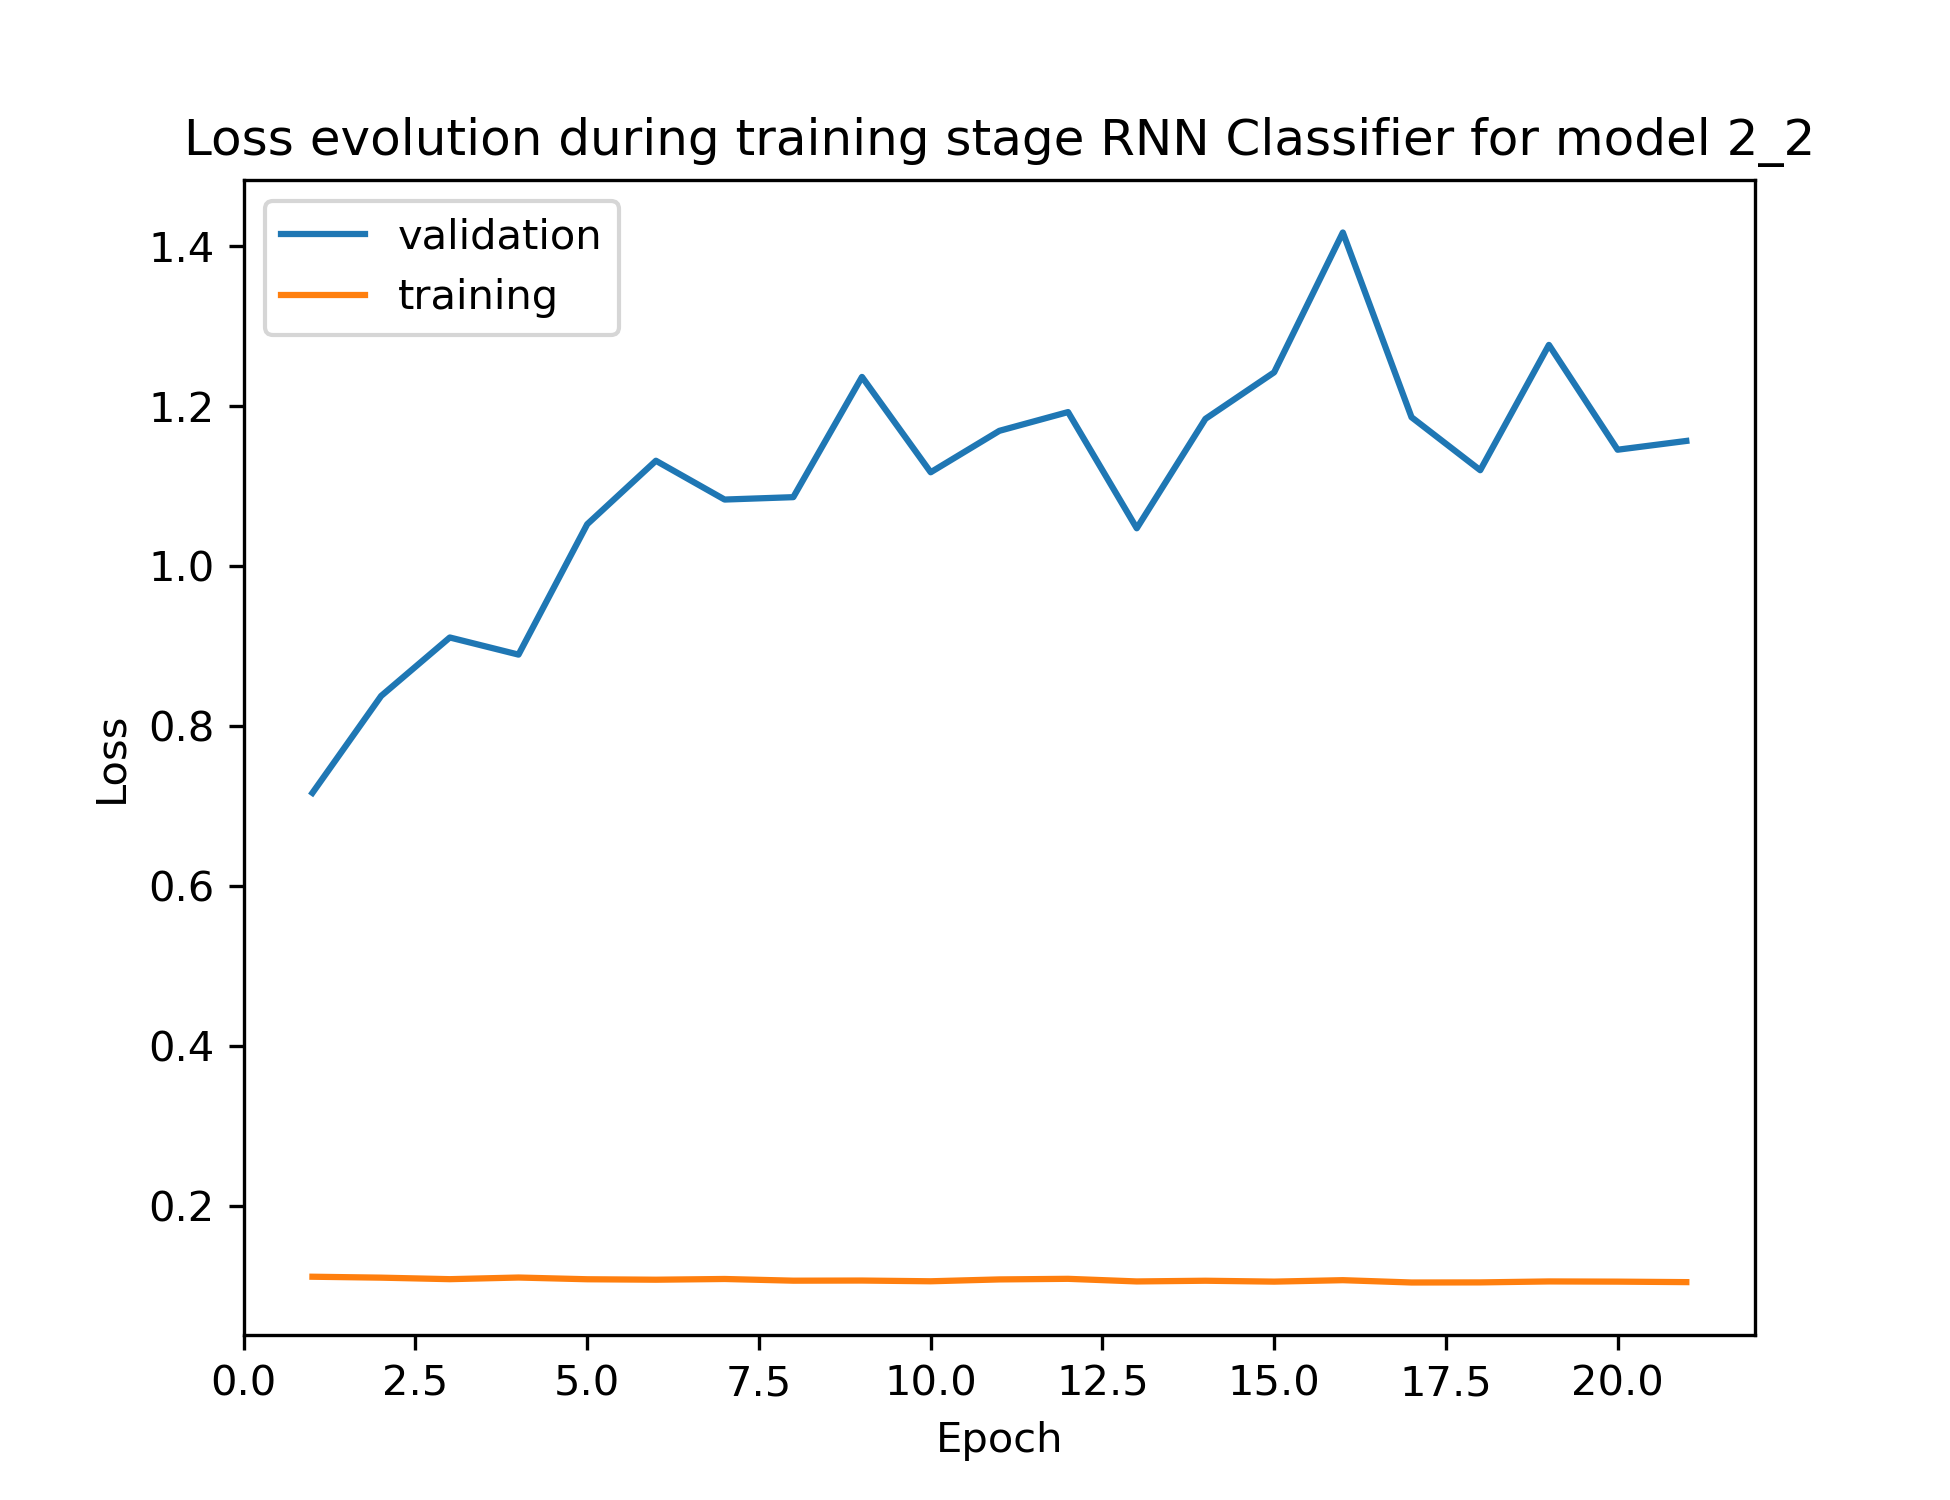 Loss evolution during training stage RNN Classifier for model 2_2
validation
training
1.4
1.2
1.0
0.8
0.6
0.4
0.2
Loss
0.0 2.5 5.0 7.5 10.0 12.5 15.0 17.5 20.0
Epoch